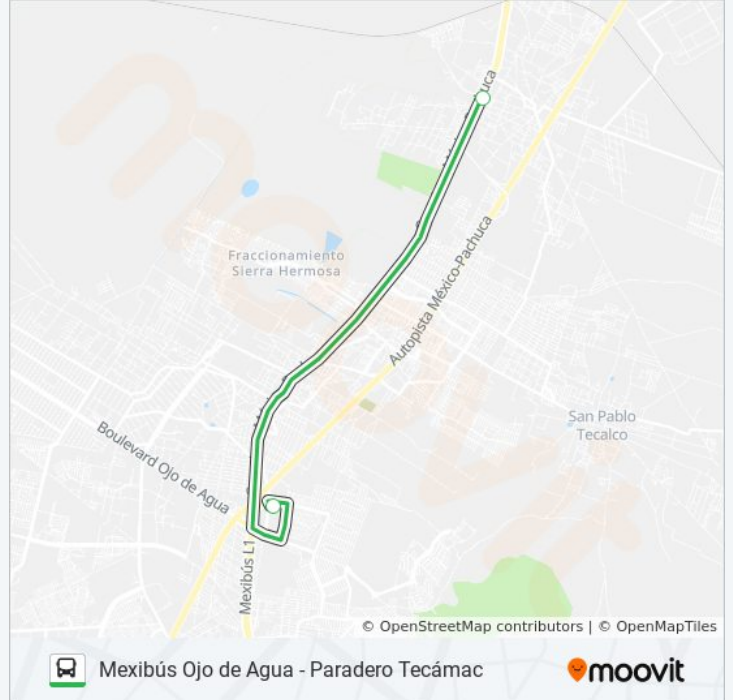 uca
Fraccionamiento
Sierra Hermosa
Autopista México-Pachuca
San Pablo
Tecalco
Boulevard Ojo de Agua
Mexibús L1
© OpenStreetMap contributors | © OpenMapTiles
Mexibús Ojo de Agua - Paradero Tecámac
moovit